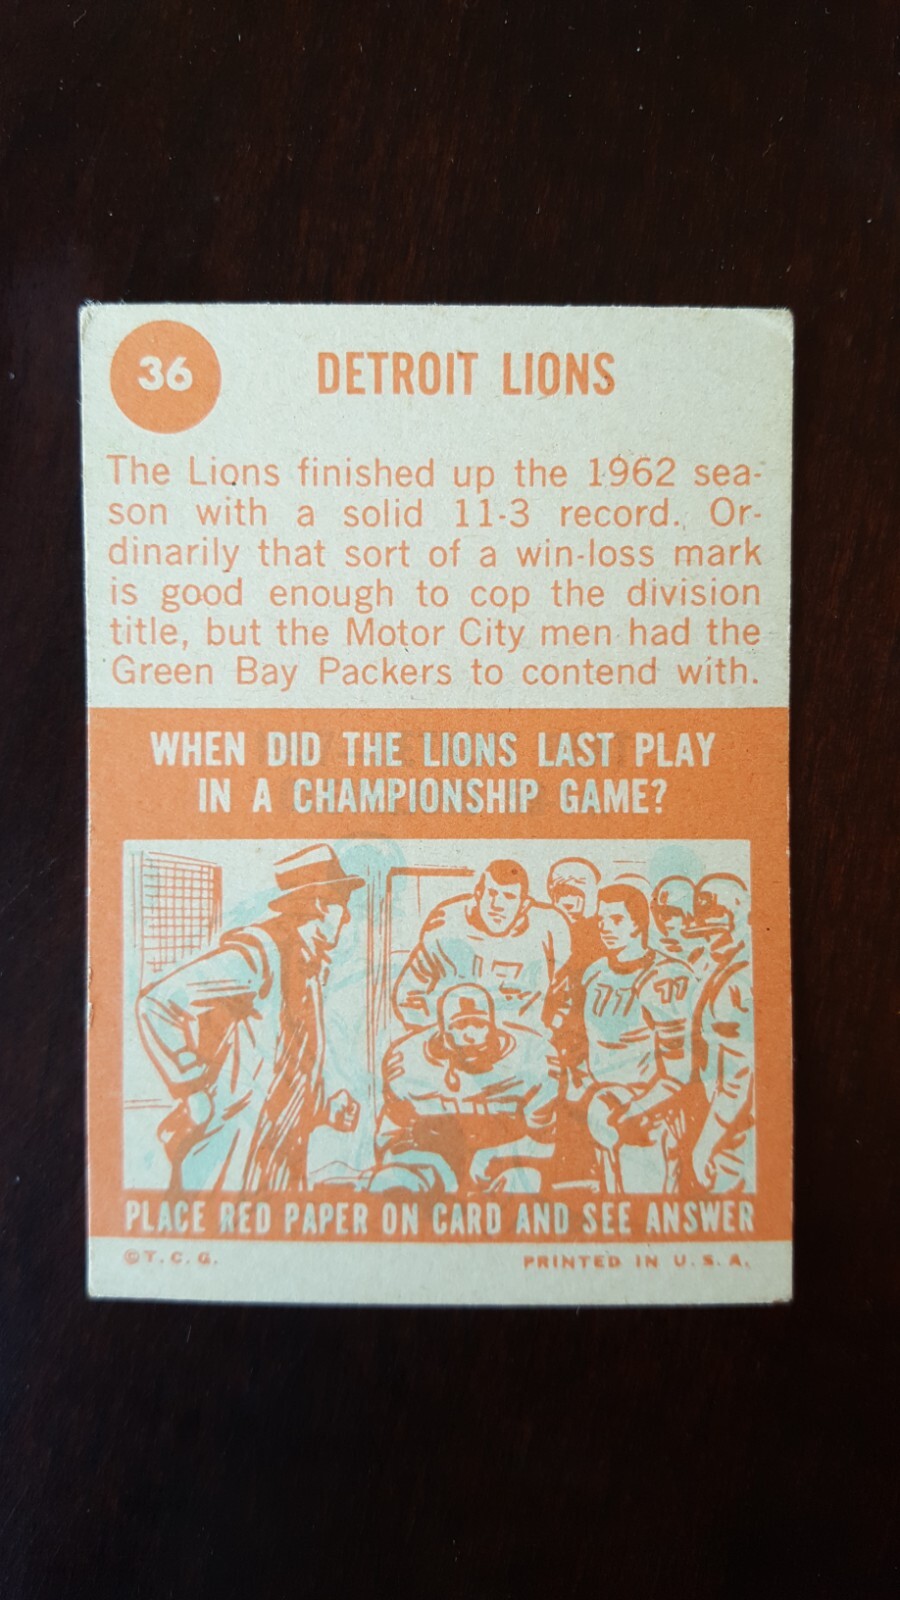 36
DETROIT LIONS
The Lions finished up the 1962 sea-
son with a solid 11-3 record. Or-
dinarily that sort of a win-loss mark
is good enough to cop the division
title, but the Motor City men had the
Green Bay Packers to contend with.
WHEN DID THE LIONS LAST PLAY
IN A CHAMPIONSHIP GAME?
17
77
77
PLACE RED PAPER ON CARD AND SEE ANSWER
©T.C.G.
PRINTED IN U.S.A.